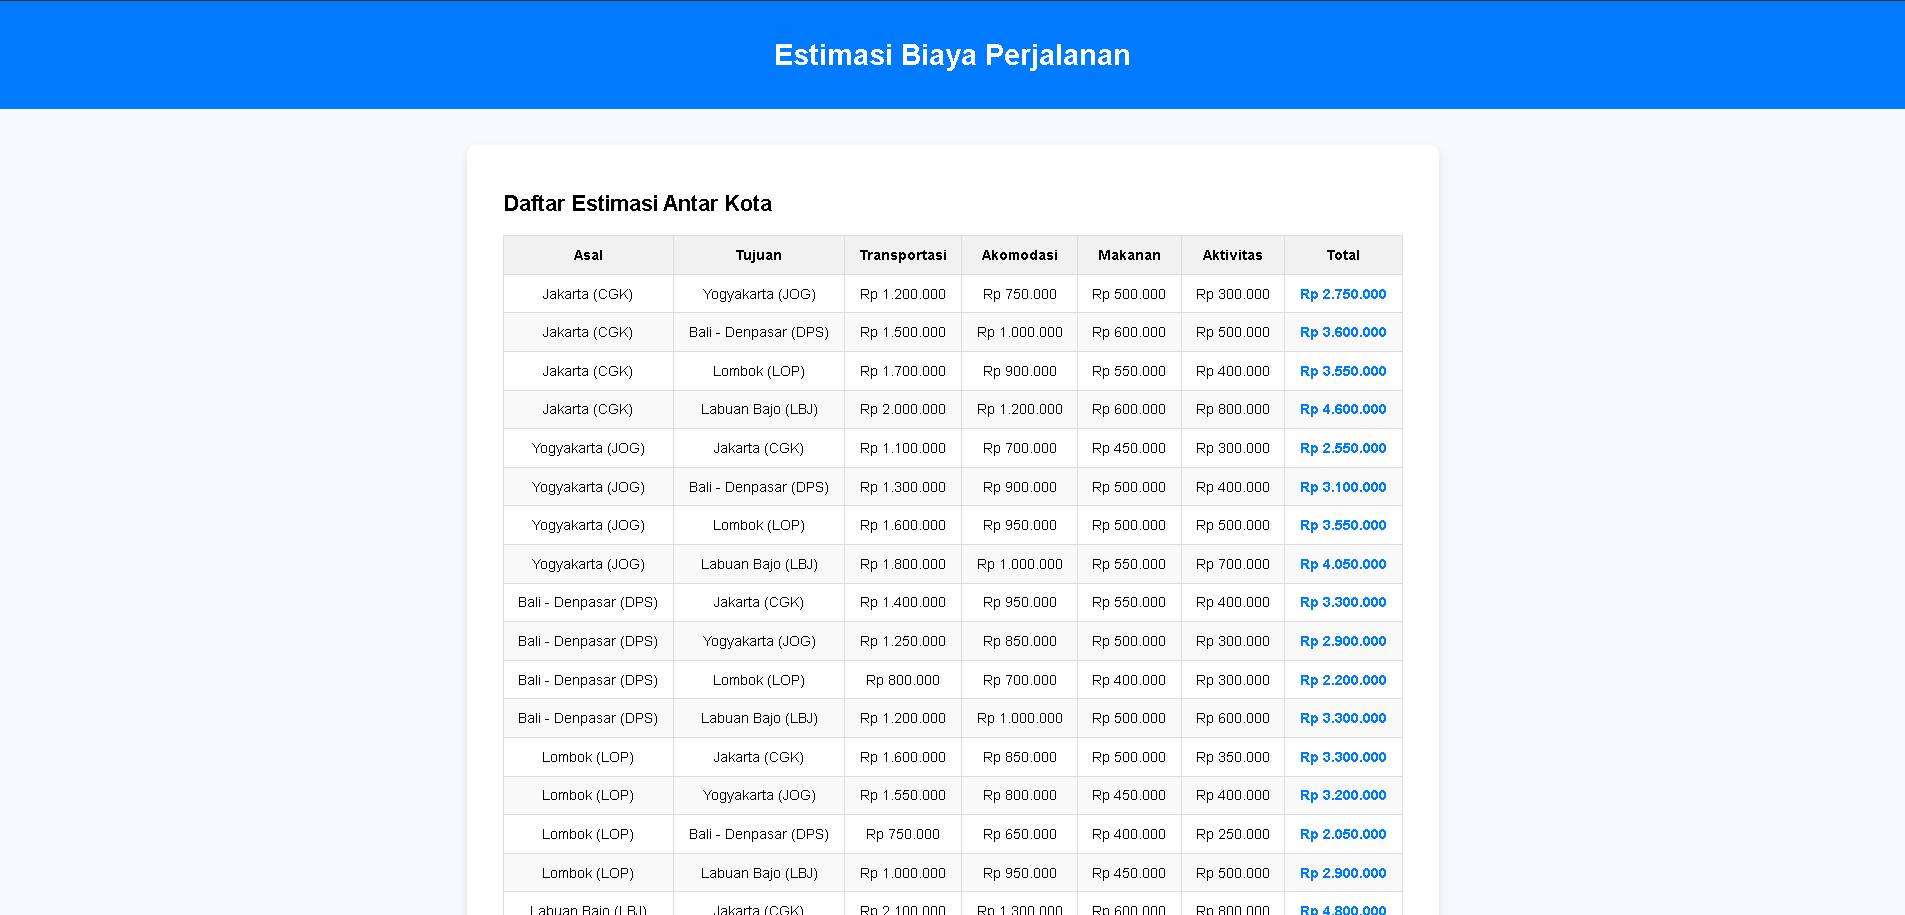 Estimasi Biaya Perjalanan
Daftar Estimasi Antar Kota
Asal Tujuan Transportasi Akomodasi Makanan Aktivitas Total
Jakarta (CGK) Yogyakarta (JOG) Rp 1.200.000 Rp 750.000 Rp 500.000 Rp 300.000 Rp 2.750.000
Jakarta (CGK) Bali - Denpasar (DPS) Rp 1.500.000 Rp 1.000.000 Rp 600.000 Rp 500.000 Rp 3.600.000
Jakarta (CGK) Lombok (LOP) Rp 1.700.000 Rp 900.000 Rp 550.000 Rp 400.000 Rp 3.550.000
Jakarta (CGK) Labuan Bajo (LBJ) Rp 2.000.000 Rp 1.200.000 Rp 600.000 Rp 800.000 Rp 4.600.000
Yogyakarta (JOG) Jakarta (CGK) Rp 1.100.000 Rp 700.000 Rp 450.000 Rp 300.000 Rp 2.550.000
Yogyakarta (JOG) Bali - Denpasar (DPS) Rp 1.300.000 Rp 900.000 Rp 500.000 Rp 400.000 Rp 3.100.000
Yogyakarta (JOG) Lombok (LOP) Rp 1.600.000 Rp 950.000 Rp 500.000 Rp 500.000 Rp 3.550.000
Yogyakarta (JOG) Labuan Bajo (LBJ) Rp 1.800.000 Rp 1.000.000 Rp 550.000 Rp 700.000 Rp 4.050.000
Bali - Denpasar (DPS) Jakarta (CGK) Rp 1.400.000 Rp 950.000 Rp 550.000 Rp 400.000 Rp 3.300.000
Bali - Denpasar (DPS) Yogyakarta (JOG) Rp 1.250.000 Rp 850.000 Rp 500.000 Rp 300.000 Rp 2.900.000
Bali - Denpasar (DPS) Lombok (LOP) Rp 800.000 Rp 700.000 Rp 400.000 Rp 300.000 Rp 2.200.000
Bali - Denpasar (DPS) Labuan Bajo (LBJ) Rp 1.200.000 Rp 1.000.000 Rp 500.000 Rp 600.000 Rp 3.300.000
Lombok (LOP) Jakarta (CGK) Rp 1.600.000 Rp 850.000 Rp 500.000 Rp 350.000 Rp 3.300.000
Lombok (LOP) Yogyakarta (JOG) Rp 1.550.000 Rp 800.000 Rp 450.000 Rp 400.000 Rp 3.200.000
Lombok (LOP) Bali - Denpasar (DPS) Rp 750.000 Rp 650.000 Rp 400.000 Rp 250.000 Rp 2.050.000
Lombok (LOP) Labuan Bajo (LBJ) Rp 1.000.000 Rp 950.000 Rp 450.000 Rp 500.000 Rp 2.900.000
Labuan Bajo (LBJ) Jakarta (CGK) Rp 2.100.000 Rp 1.300.000 Rp 600.000 Rp 800.000 Rp 4.800.000